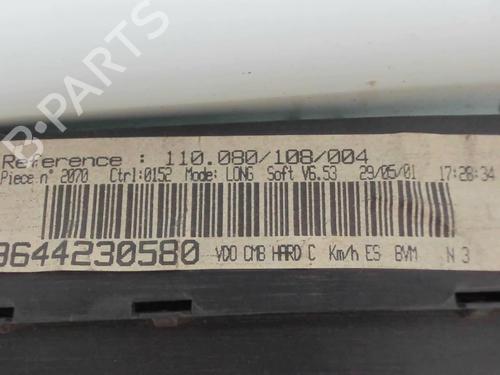 Reference : 110.080/108/004
Piece n° 2070 Ctrl:0152 Mode: LONG Soft V6.53 29/05/01 17:28:34
9644230580 VDO CMB HARD C Km/h ES BVM N 3
B-PARTS